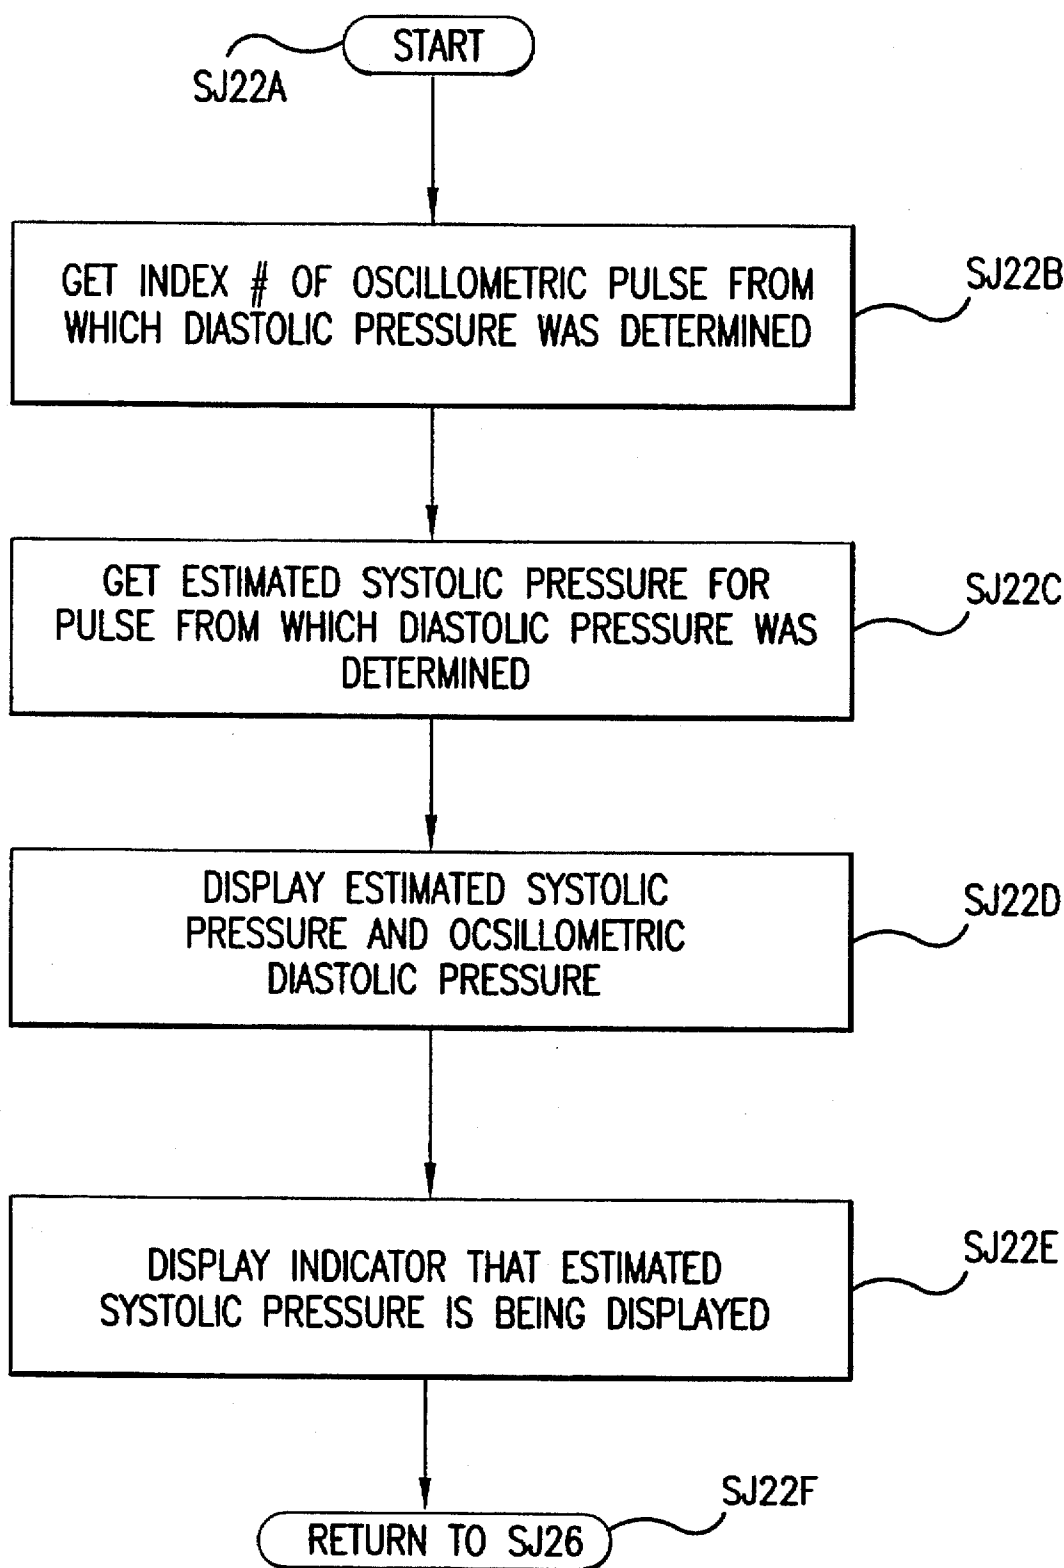 START
SJ22A
GET INDEX # OF OSCILLOMETRIC PULSE FROM
WHICH DIASTOLIC PRESSURE WAS DETERMINED
SJ22B
GET ESTIMATED SYSTOLIC PRESSURE FOR
PULSE FROM WHICH DIASTOLIC PRESSURE WAS
DETERMINED
SJ22C
DISPLAY ESTIMATED SYSTOLIC
PRESSURE AND OCSILLOMETRIC
DIASTOLIC PRESSURE
SJ22D
DISPLAY INDICATOR THAT ESTIMATED
SYSTOLIC PRESSURE IS BEING DISPLAYED
SJ22E
RETURN TO SJ26
SJ22F